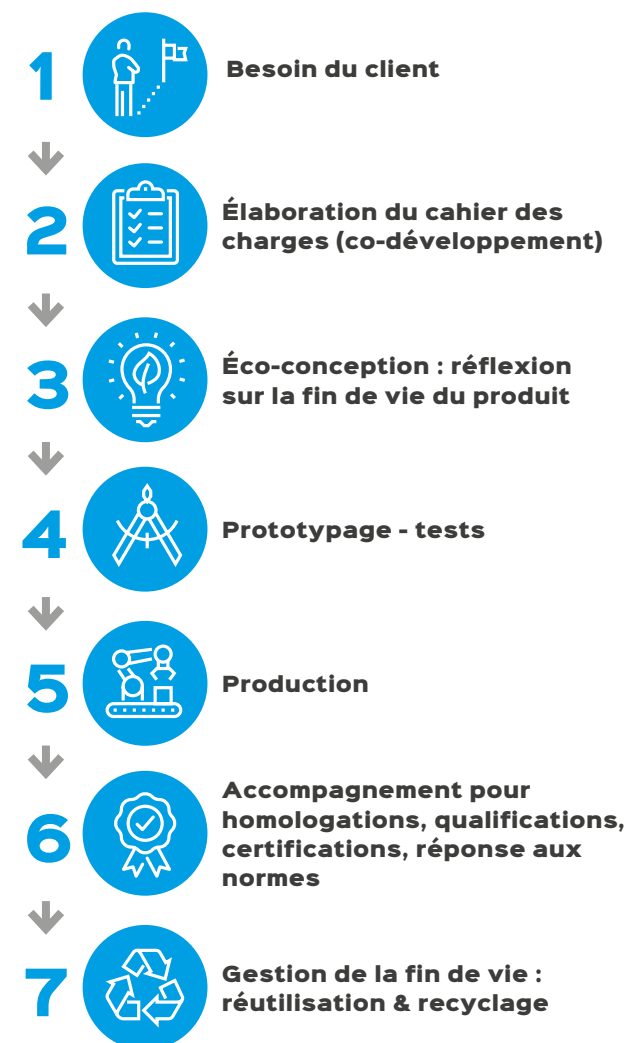 1
Besoin du client
2
Élaboration du cahier des
charges (co-développement)
3
Éco-conception : réflexion
sur la fin de vie du produit
4
Prototypage - tests
5
Production
6
Accompagnement pour
homologations, qualifications,
certifications, réponse aux
normes
7
Gestion de la fin de vie :
réutilisation & recyclage